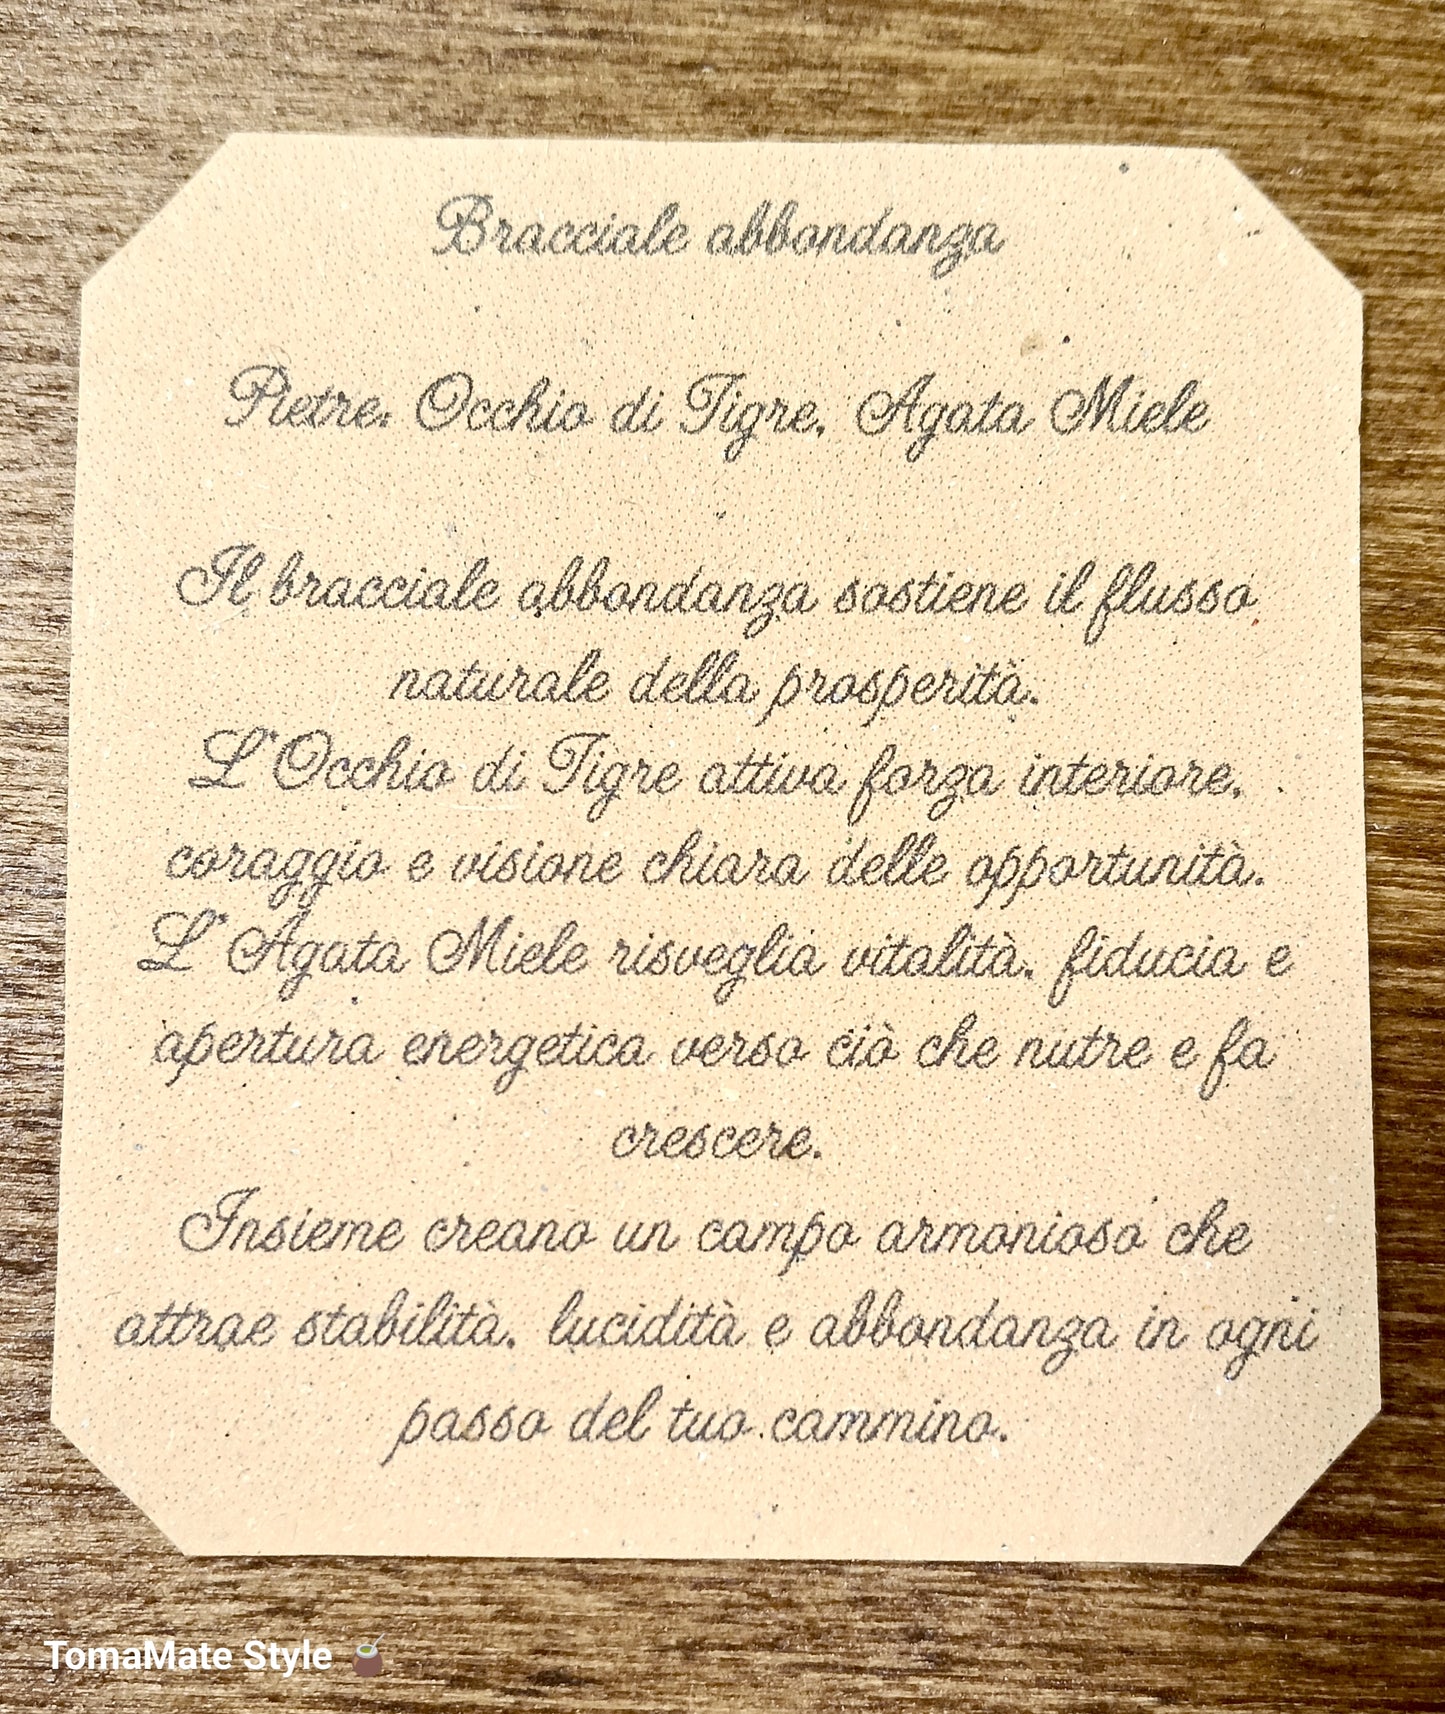 Bracciale abbondanza
Pietre. Occhio di Tigre, Agata Miele
Il bracciale abbondanza sostiene il flusso
naturale della prosperità.
L'Occhio di Tigre attiva forza interiore,
coraggio e visione chiara delle opportunità.
L'Agata Miele risveglia vitalità, fiducia e
apertura energetica verso ciò che nutre e fa
crescere.
Insieme creano un campo armonioso che
attrae stabilità, lucidità e abbondanza in ogni
passo del tuo cammino.
TomaMate Style 🧉